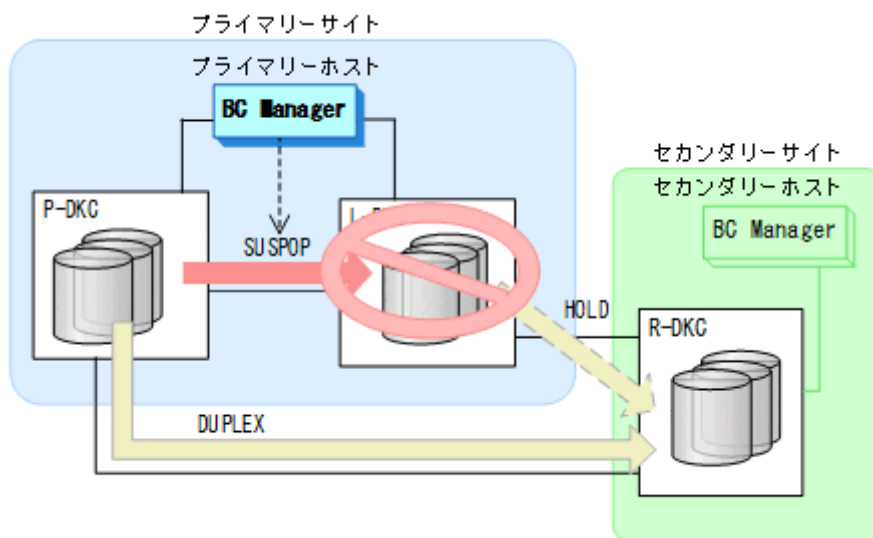 プライマリーサイト
プライマリーホスト
BC Manager
セカンダリーサイト
セカンダリーホスト
BC Manager
P-DKC
SUSPOP
HOLD
R-DKC
DUPLEX